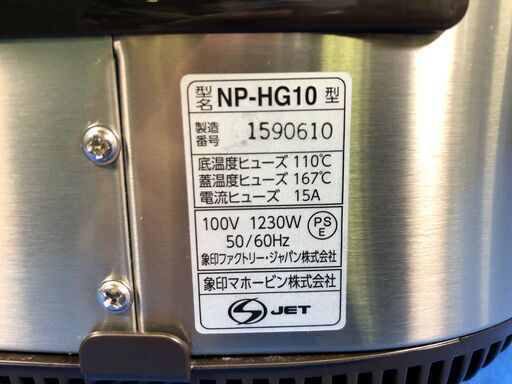 型名 NP-HG10 型
製造番号 1590610
底温度ヒューズ 110℃
蓋温度ヒューズ 167℃
電流ヒューズ 15A
100V 1230W
50/60Hz
PS
E
象印ファクトリー・ジャパン株式会社
象印マホービン株式会社
S JET